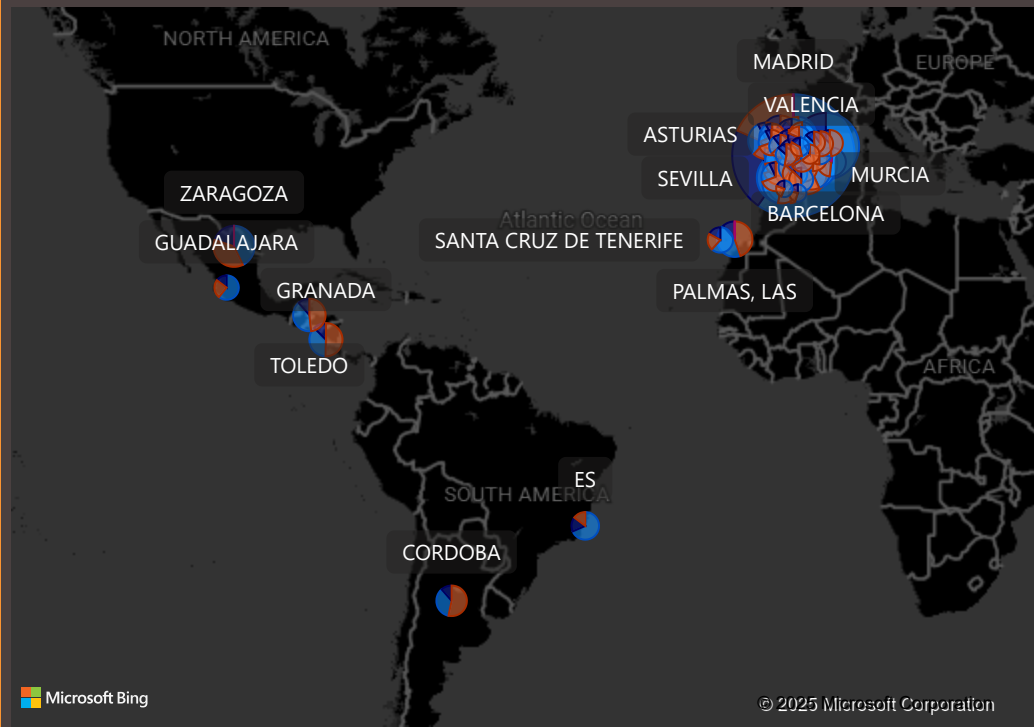 NORTH AMERICA
MADRID
EUROPE
VALENCIA
ASTURIAS
SEVILLA
MURCIA
ZARAGOZA
BARCELONA
Atlantic Ocean
GUADALAJARA
SANTA CRUZ DE TENERIFE
GRANADA
PALMAS, LAS
TOLEDO
AFRICA
ES
SOUTH AMERICA
CORDOBA
Microsoft Bing
© 2025 Microsoft Corporation